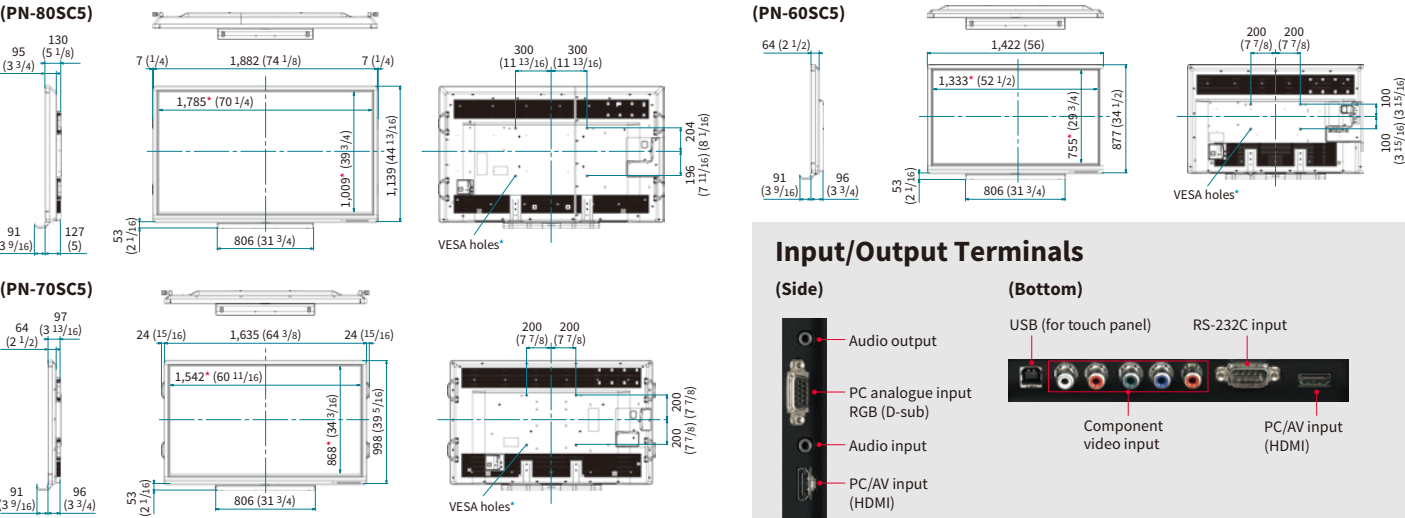 (PN-80SC5)
95
(3 3/4)
130
(5 1/8)
7 (1/4)
1,882 (74 1/8)
7 (1/4)
1,785* (70 1/4)
1,009* (39 3/4)
1,139 (44 13/16)
53
(2 1/16)
806 (31 3/4)
91
(3 9/16)
127
(5)
300
(11 13/16)
300
(11 13/16)
204
(8 1/16)
196
(7 11/16)
VESA holes*
(PN-70SC5)
64
(2 1/2)
97
(3 13/16)
24 (15/16)
1,635 (64 3/8)
24 (15/16)
1,542* (60 11/16)
868* (34 3/16)
998 (39 5/16)
53
(2 1/16)
806 (31 3/4)
91
(3 9/16)
96
(3 3/4)
200
(7 7/8)
200
(7 7/8)
200
(7 7/8)
200
(7 7/8)
VESA holes*
(PN-60SC5)
64 (2 1/2)
1,422 (56)
1,333* (52 1/2)
755* (29 3/4)
877 (34 1/2)
53
(2 1/16)
806 (31 3/4)
91
(3 9/16)
96
(3 3/4)
200
(7 7/8)
200
(7 7/8)
100
(3 15/16)
100
(3 15/16)
VESA holes*
Input/Output Terminals
(Side)
Audio output
PC analogue input
RGB (D-sub)
Audio input
PC/AV input
(HDMI)
(Bottom)
USB (for touch panel)
RS-232C input
Component
video input
PC/AV input
(HDMI)